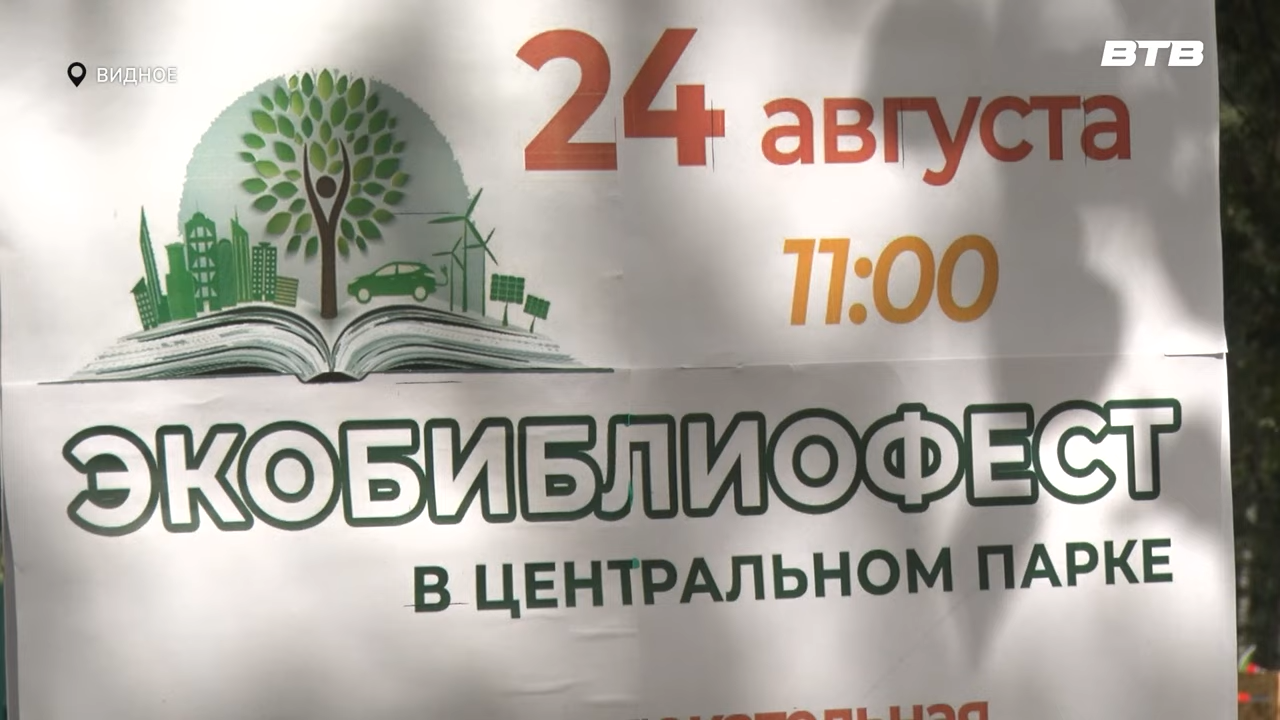 ВИДНОЕ
ВТВ
24 августа
11:00
ЭКОБИБЛИОФЕСТ
В ЦЕНТРАЛЬНОМ ПАРКЕ